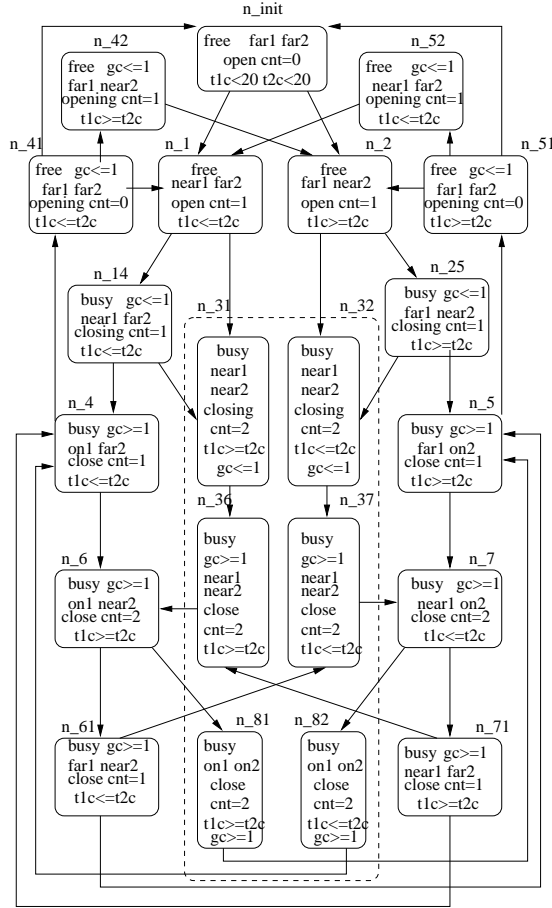 n_init
free far1 far2
open cnt=0
t1c<20 t2c<20
n_42
free gc<=1
far1 near2
opening cnt=1
t1c>=t2c
n_52
free gc<=1
near1 far2
opening cnt=1
t1c<=t2c
n_41
free gc<=1
far1 far2
opening cnt=0
t1c<=t2c
n_1
free
near1 far2
open cnt=1
t1c<=t2c
n_2
free
far1 near2
open cnt=1
t1c>=t2c
n_51
free gc<=1
far1 far2
opening cnt=0
t1c>=t2c
n_14
busy gc<=1
near1 far2
closing cnt=1
t1c<=t2c
n_25
busy gc<=1
far1 near2
closing cnt=1
t1c>=t2c
n_31
busy
near1
near2
closing
cnt=2
t1c>=t2c
gc<=1
n_32
busy
near1
near2
closing
cnt=2
t1c<=t2c
gc<=1
n_4
busy gc>=1
on1 far2
close cnt=1
t1c<=t2c
n_5
busy gc>=1
far1 on2
close cnt=1
t1c>=t2c
n_36
busy
gc>=1
near1
near2
close
cnt=2
t1c>=t2c
n_37
busy
gc>=1
near1
near2
close
cnt=2
t1c<=t2c
n_6
busy gc>=1
on1 near2
close cnt=2
t1c>=t2c
n_7
busy gc>=1
near1 on2
close cnt=2
t1c<=t2c
n_61
busy gc>=1
far1 near2
close cnt=1
t1c<=t2c
n_81
busy
on1 on2
close
cnt=2
t1c>=t2c
gc>=1
n_82
busy
on1 on2
close
cnt=2
t1c<=t2c
gc>=1
n_71
busy gc>=1
near1 far2
close cnt=1
t1c>=t2c